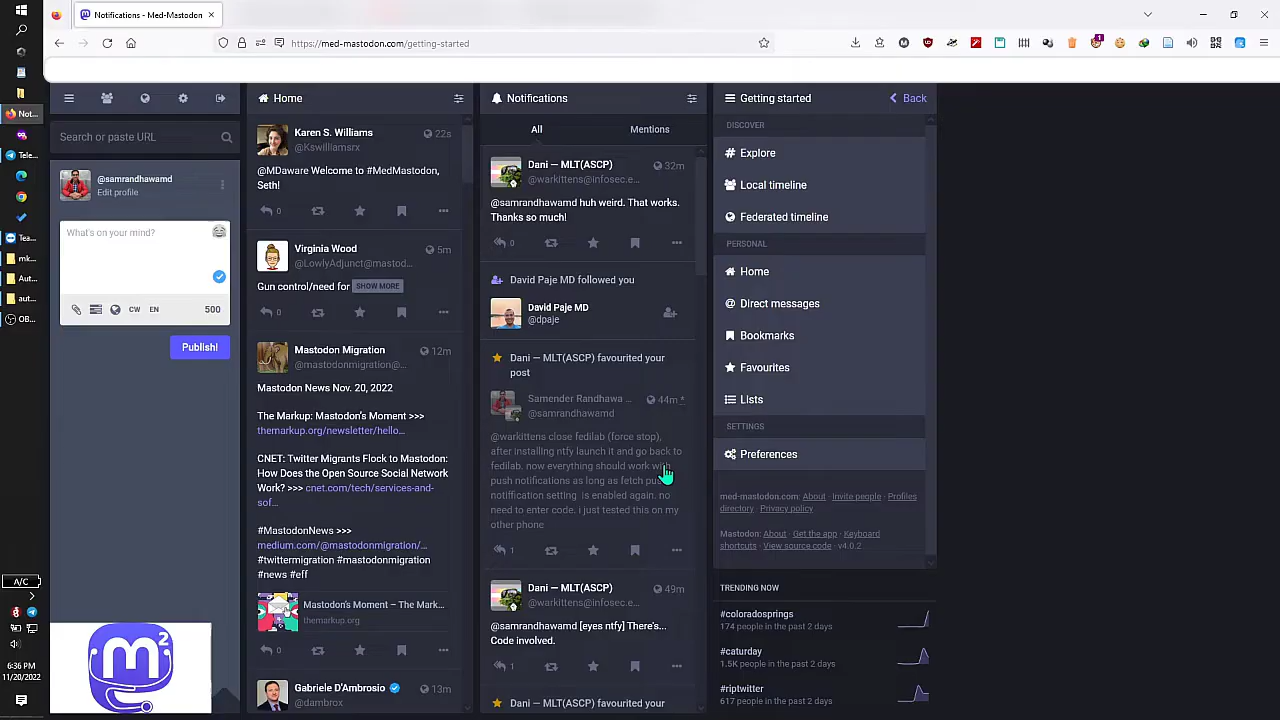 Notifications - Med-Mastodon
https://med-mastodon.com/getting-started
Not...
Tele...
Tea...
mk...
Aut...
aut...
OB...
A/C
6:36 PM
11/20/2022
Search or paste URL
@samrandhawamd
Edit profile
What's on your mind?
CW
EN
500
Publish!
Home
Karen S. Williams
22s
@Kswilliamsrx
@MDaware Welcome to #MedMastodon,
Seth!
0
Virginia Wood
5m
@LowlyAdjunct@mastod...
Gun control/need for SHOW MORE
0
Mastodon Migration
12m
@mastodonmigration@...
Mastodon News Nov. 20, 2022
The Markup: Mastodon's Moment >>>
themarkup.org/newsletter/hello...
CNET: Twitter Migrants Flock to Mastodon:
How Does the Open Source Social Network
Work? >>> cnet.com/tech/services-and-
sof...
#MastodonNews >>>
medium.com/@mastodonmigration/...
#twittermigration #mastodonmigration
#news #eff
Mastodon's Moment – The Mark...
themarkup.org
0
Gabriele D'Ambrosio
13m
@dambrox
Notifications
All
Mentions
Dani — MLT(ASCP)
32m
@warkittens@infosec.e...
@samrandhawamd huh weird. That works.
Thanks so much!
0
David Paje MD followed you
David Paje MD
@dpaje
Dani — MLT(ASCP) favourited your
post
Samender Randhawa ...
44m *
@samrandhawamd
@warkittens close fedilab (force stop),
after installing ntfy launch it and go back to
fedilab. now everything should work with
push notifications as long as fetch push
notiffication setting is enabled again. no
need to enter code. i just tested this on my
other phone
1
Dani — MLT(ASCP)
49m
@warkittens@infosec.e...
@samrandhawamd [eyes ntfy] There's...
Code involved.
1
Dani — MLT(ASCP) favourited your
Getting started
Back
DISCOVER
Explore
Local timeline
Federated timeline
PERSONAL
Home
Direct messages
Bookmarks
Favourites
Lists
SETTINGS
Preferences
med-mastodon.com: About · Invite people · Profiles
directory · Privacy policy
Mastodon: About · Get the app · Keyboard
shortcuts · View source code · v4.0.2
TRENDING NOW
#coloradosprings
174 people in the past 2 days
#caturday
1.5K people in the past 2 days
#riptwitter
617 people in the past 2 days